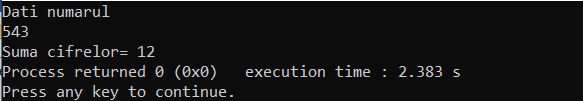 Dati numarul
543
Suma cifrelor= 12
Process returned 0 (0x0)   execution time : 2.383 s
Press any key to continue.